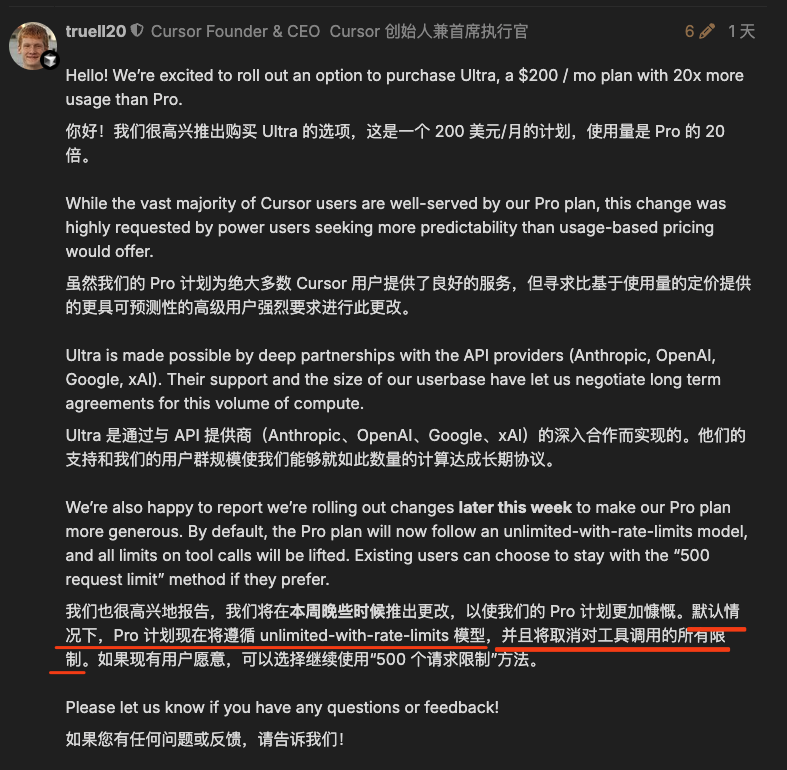 truell20 Cursor Founder & CEO Cursor 创始人兼首席执行官 6 1 天
Hello! We’re excited to roll out an option to purchase Ultra, a $200 / mo plan with 20x more
usage than Pro.
你好！我们很高兴推出购买 Ultra 的选项，这是一个 200 美元/月的计划，使用量是 Pro 的 20
倍。
While the vast majority of Cursor users are well-served by our Pro plan, this change was
highly requested by power users seeking more predictability than usage-based pricing
would offer.
虽然我们的 Pro 计划为绝大多数 Cursor 用户提供了良好的服务，但寻求比基于使用量的定价提供
的更具可预测性的高级用户强烈要求进行此更改。
Ultra is made possible by deep partnerships with the API providers (Anthropic, OpenAI,
Google, xAI). Their support and the size of our userbase have let us negotiate long term
agreements for this volume of compute.
Ultra 是通过与 API 提供商（Anthropic、OpenAI、Google、xAI）的深入合作而实现的。他们的
支持和我们的用户群规模使我们能够就如此数量的计算达成长期协议。
We’re also happy to report we’re rolling out changes later this week to make our Pro plan
more generous. By default, the Pro plan will now follow an unlimited-with-rate-limits model,
and all limits on tool calls will be lifted. Existing users can choose to stay with the “500
request limit” method if they prefer.
我们也很高兴地报告，我们将在本周晚些时候推出更改，以使我们的 Pro 计划更加慷慨。默认情
况下，Pro 计划现在将遵循 unlimited-with-rate-limits 模型，并且将取消对工具调用的所有限
制。如果现有用户愿意，可以选择继续使用“500 个请求限制”方法。
Please let us know if you have any questions or feedback!
如果您有任何问题或反馈，请告诉我们！